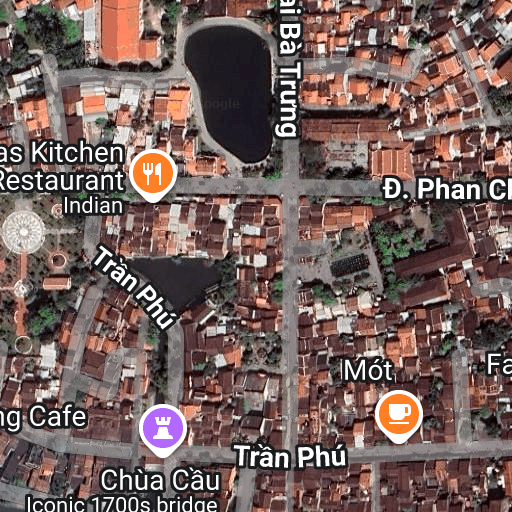 ai Bà Trưng
Google
as Kitchen
Restaurant
Indian
Đ. Phan Ch
Trần Phú
Mót
Fa
ng Cafe
Trần Phú
Chùa Cầu
Iconic 1700s bridge